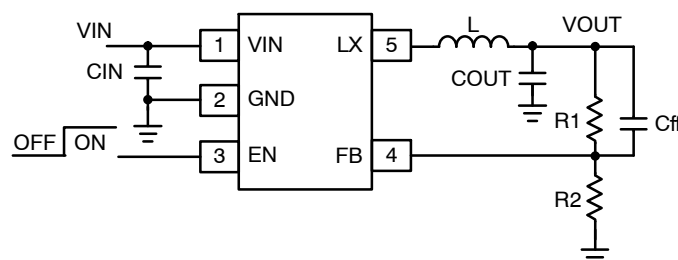 VIN
CIN
OFF ON
1 VIN
2 GND
3 EN
LX 5
FB 4
L
VOUT
COUT
R1
Cff
R2